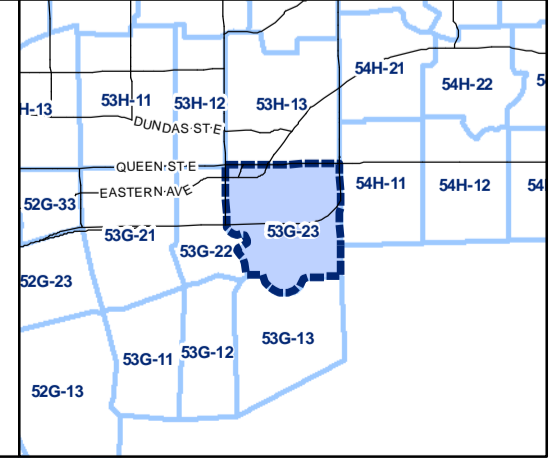 54H-21
54H-22
5
H-13
53H-11
53H-12
53H-13
DUNDAS ST E
QUEEN ST E
EASTERN AVE
54H-11
54H-12
54H
52G-33
53G-21
53G-22
53G-23
52G-23
53G-11
53G-12
53G-13
52G-13